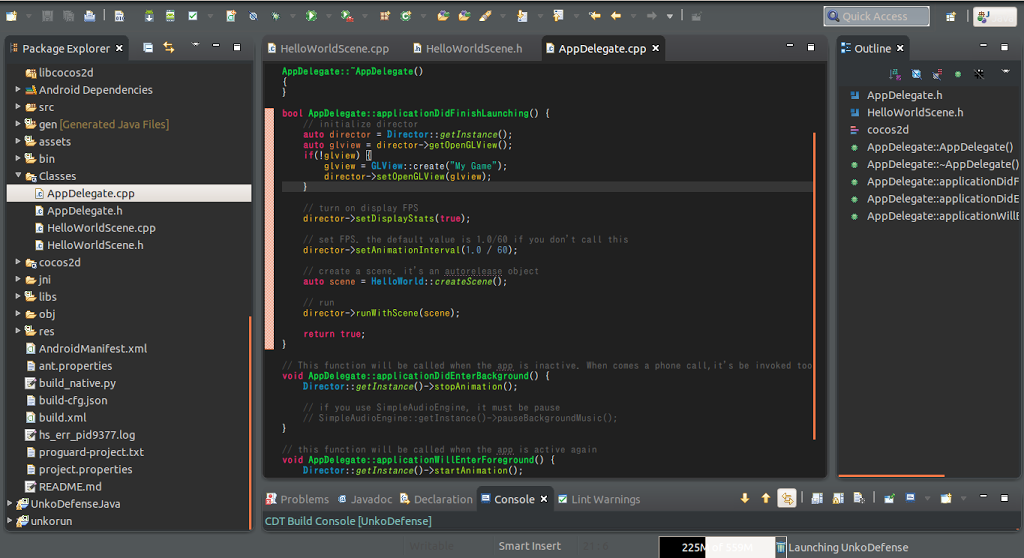 Quick Access
Java
Package Explorer
libcocos2d
Android Dependencies
src
gen [Generated Java Files]
assets
bin
Classes
AppDelegate.cpp
AppDelegate.h
HelloWorldScene.cpp
HelloWorldScene.h
cocos2d
jni
libs
obj
res
AndroidManifest.xml
ant.properties
build_native.py
build-cfg.json
build.xml
hs_err_pid9377.log
proguard-project.txt
project.properties
README.md
UnkoDefenseJava
unkorun
HelloWorldScene.cpp
HelloWorldScene.h
AppDelegate.cpp
AppDelegate::~AppDelegate()
{
}
bool AppDelegate::applicationDidFinishLaunching() {
// initialize director
auto director = Director::getInstance();
auto glview = director->getOpenGLView();
if(!glview) {
glview = GLView::create("My Game");
director->setOpenGLView(glview);
}
// turn on display FPS
director->setDisplayStats(true);
// set FPS. the default value is 1.0/60 if you don't call this
director->setAnimationInterval(1.0 / 60);
// create a scene. it's an autorelease object
auto scene = HelloWorld::createScene();
// run
director->runWithScene(scene);
return true;
}
// This function will be called when the app is inactive. When comes a phone call,it's be invoked too
void AppDelegate::applicationDidEnterBackground() {
Director::getInstance()->stopAnimation();
// if you use SimpleAudioEngine, it must be pause
// SimpleAudioEngine::getInstance()->pauseBackgroundMusic();
}
// this function will be called when the app is active again
void AppDelegate::applicationWillEnterForeground() {
Director::getInstance()->startAnimation();
Outline
AppDelegate.h
HelloWorldScene.h
cocos2d
AppDelegate::AppDelegate()
AppDelegate::~AppDelegate()
AppDelegate::applicationDidF
AppDelegate::applicationDidE
AppDelegate::applicationWillE
Problems
Javadoc
Declaration
Console
Lint Warnings
CDT Build Console [UnkoDefense]
Writable
Smart Insert
225M of
Launching UnkoDefense